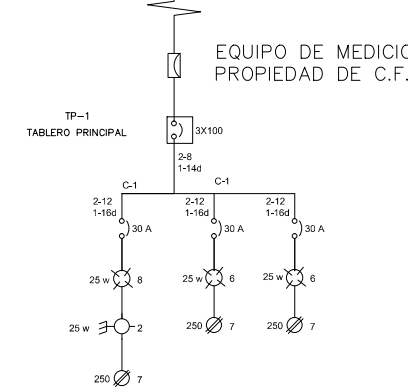 EQUIPO DE MEDICIO
PROPIEDAD DE C.F.
TP-1
TABLERO PRINCIPAL
3X100
2-8
1-14d
C-1
C-1
2-12
1-16d
2-12
1-16d
2-12
1-16d
30 A
30 A
30 A
25 w 8
25 w 6
25 w 6
25 w 2
250 7
250 7
250 7